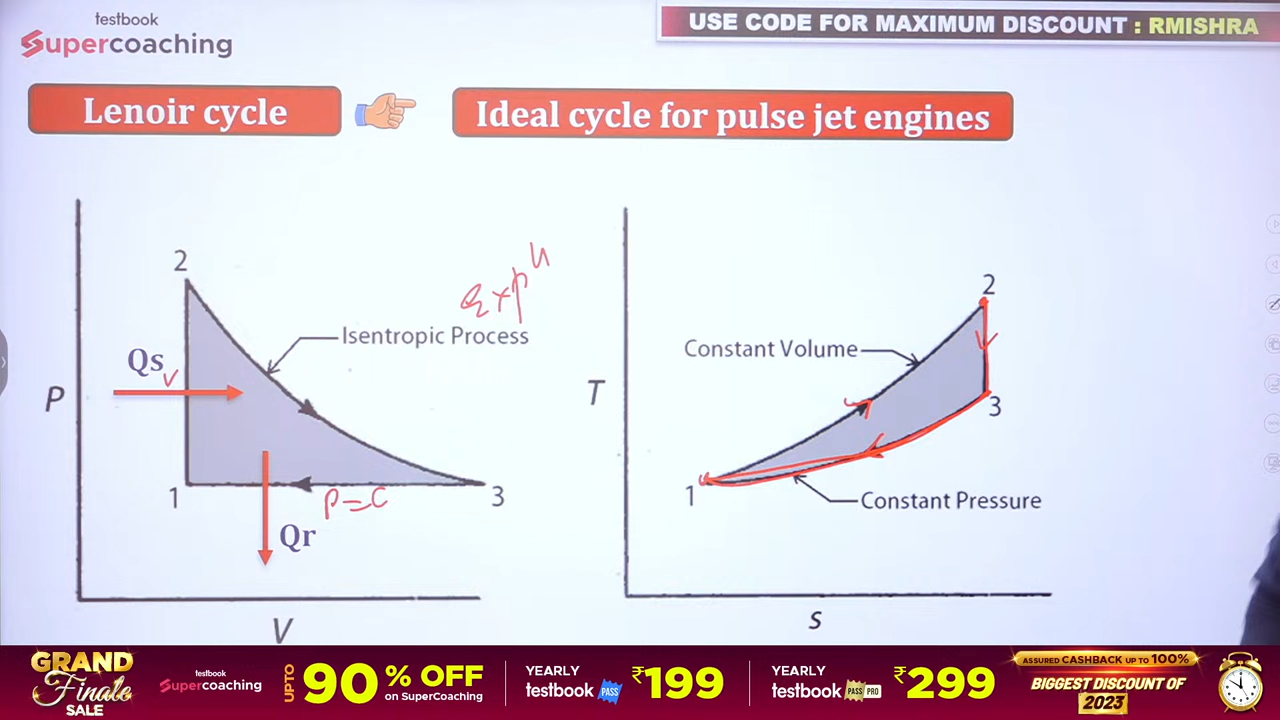 testbook
Supercoaching
USE CODE FOR MAXIMUM DISCOUNT : RMISHRA
Lenoir cycle
Ideal cycle for pulse jet engines
2
Expn
Isentropic Process
Qs
v
P
1
P=C
3
Qr
V
2
Constant Volume
T
3
1
Constant Pressure
S
GRAND
Finale
SALE
testbook
Supercoaching
UPTO 90% OFF
on SuperCoaching
YEARLY
testbook PASS
₹199
YEARLY
testbook PASS PRO
₹299
ASSURED CASHBACK UP TO 100%
BIGGEST DISCOUNT OF
2023